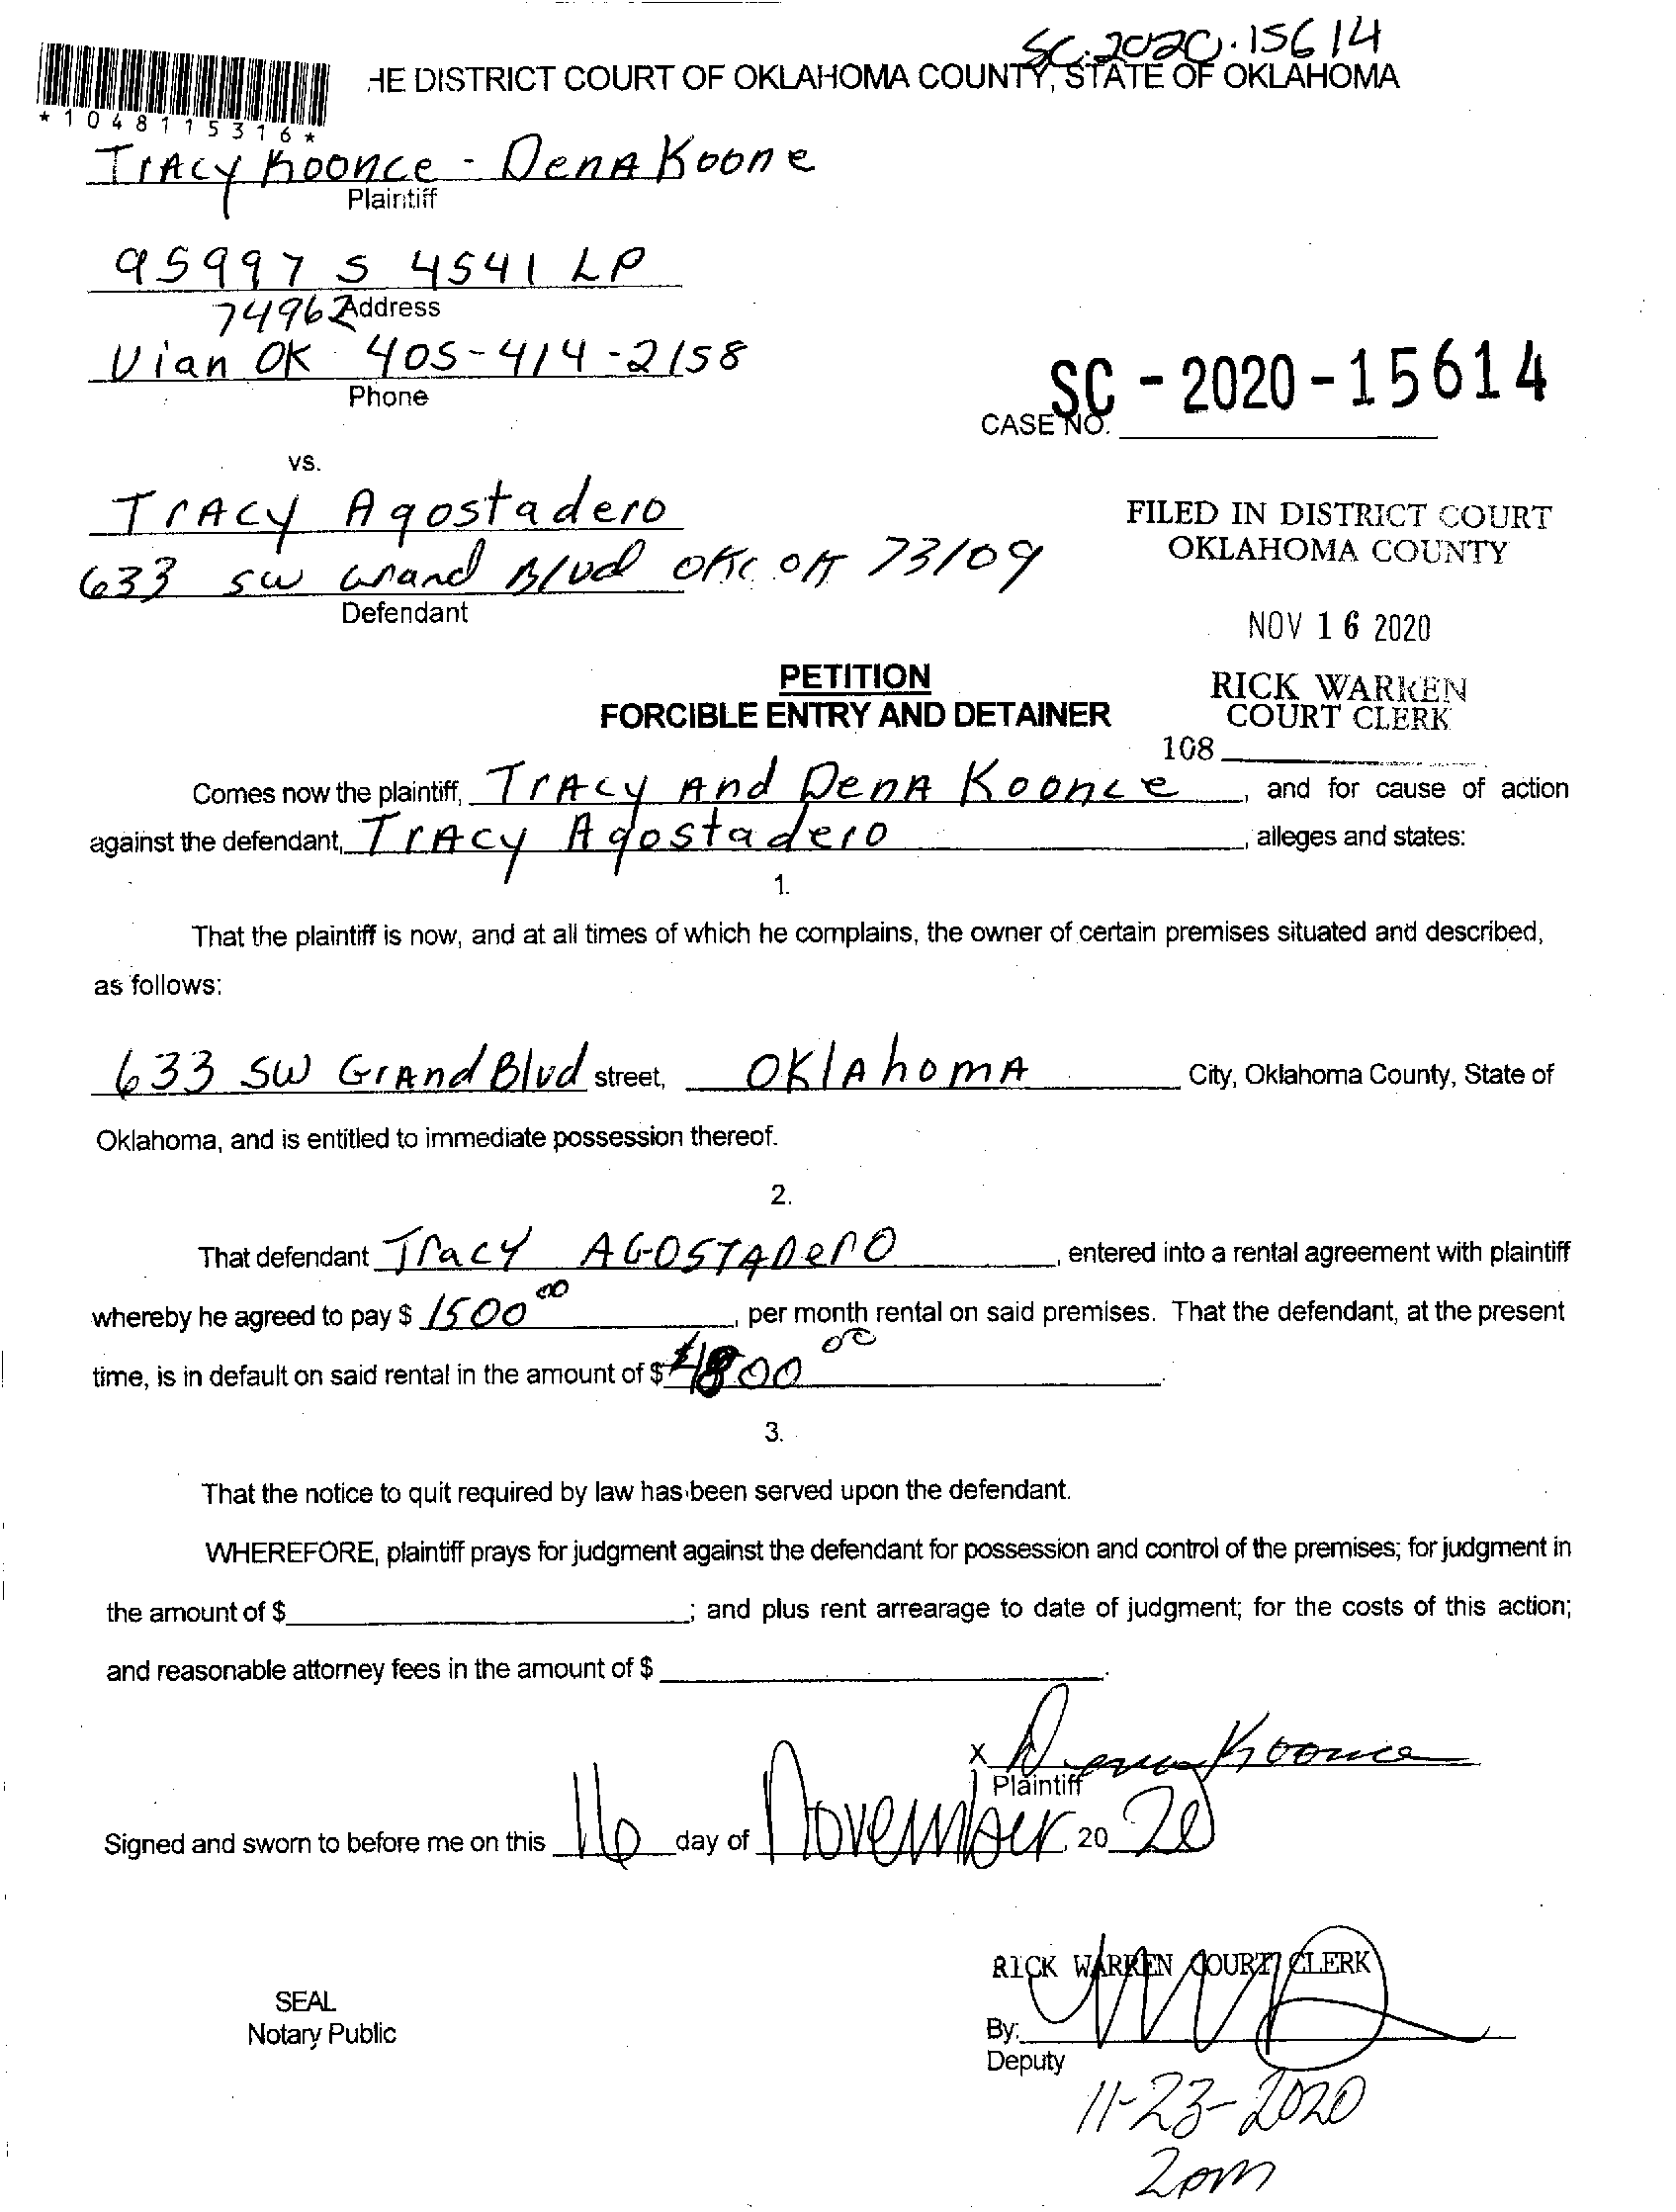 SC-2020-15614
HE DISTRICT COURT OF OKLAHOMA COUNTY, STATE OF OKLAHOMA
*1048115316*
TrAcy Koonce - DenA Koone
Plaintiff
95997 S 4541 LP
74962 Address
Vian OK 405-414-2158
Phone
SC - 2020 - 15614
CASE NO.
vs.
TrAcy Agostadero
633 SW Grand Blvd OKC OK 73109
Defendant
FILED IN DISTRICT COURT
OKLAHOMA COUNTY
NOV 16 2020
RICK WARREN
COURT CLERK
108
PETITION
FORCIBLE ENTRY AND DETAINER
Comes now the plaintiff, TrAcy And DenA Koonce, and for cause of action
against the defendant, TrAcy Agostadero, alleges and states:
1.
That the plaintiff is now, and at all times of which he complains, the owner of certain premises situated and described,
as follows:
633 SW GrAnd Blvd street, OKlAhomA City, Oklahoma County, State of
Oklahoma, and is entitled to immediate possession thereof.
2.
That defendant Tracy AGOSTADerO, entered into a rental agreement with plaintiff
whereby he agreed to pay $ 1500 00, per month rental on said premises. That the defendant, at the present
time, is in default on said rental in the amount of $ $4800 00.
3.
That the notice to quit required by law has been served upon the defendant.
WHEREFORE, plaintiff prays for judgment against the defendant for possession and control of the premises; for judgment in
the amount of $ ; and plus rent arrearage to date of judgment; for the costs of this action;
and reasonable attorney fees in the amount of $ .
X Dena Koonce
Plaintiff
Signed and sworn to before me on this 16 day of November, 20 20
RICK WARREN COURT CLERK
SEAL
Notary Public
By:
Deputy
11-23-2020
2pm